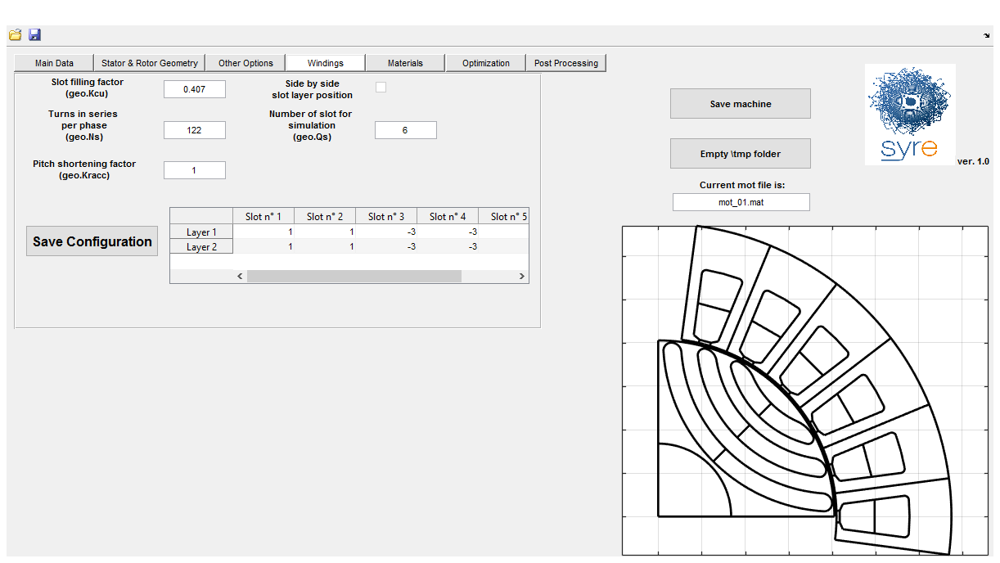 Main Data
Stator & Rotor Geometry
Other Options
Windings
Materials
Optimization
Post Processing
Slot filling factor
(geo.Kcu)
0.407
Side by side
slot layer position
Turns in series
per phase
(geo.Ns)
122
Number of slot for
simulation
(geo.Qs)
6
Pitch shortening factor
(geo.Kracc)
1
Save Configuration
Slot n° 1 Slot n° 2 Slot n° 3 Slot n° 4 Slot n° 5
Layer 1 1 1 -3 -3
Layer 2 1 1 -3 -3
Save machine
Empty \tmp folder
Current mot file is:
mot_01.mat
syre
ver. 1.0